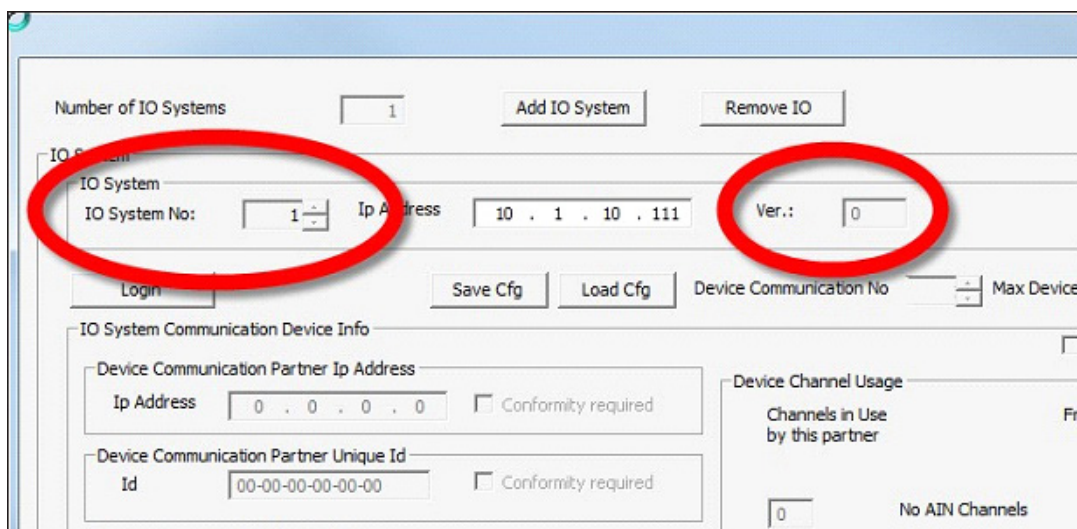 Number of IO Systems 1 Add IO System Remove IO
IO System
IO System
IO System No: 1 Ip Address 10 . 1 . 10 . 111 Ver.: 0
Login Save Cfg Load Cfg Device Communication No Max Device
IO System Communication Device Info
Device Communication Partner Ip Address
Ip Address 0 . 0 . 0 . 0 Conformity required
Device Communication Partner Unique Id
Id 00-00-00-00-00-00 Conformity required
Device Channel Usage
Channels in Use Fr
by this partner
0 No AIN Channels